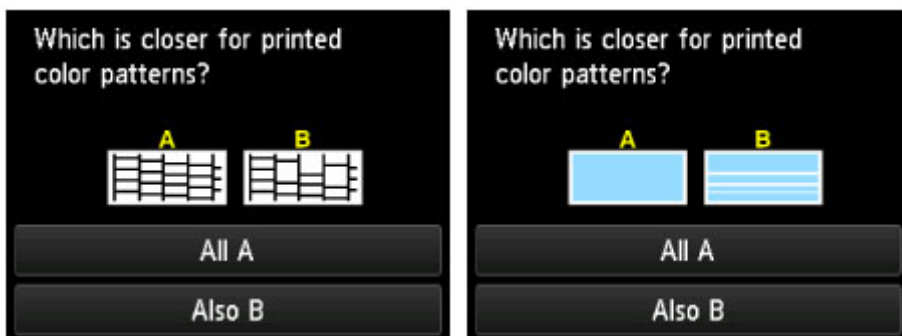 Which is closer for printed
color patterns?
A B
All A
Also B
Which is closer for printed
color patterns?
A B
All A
Also B